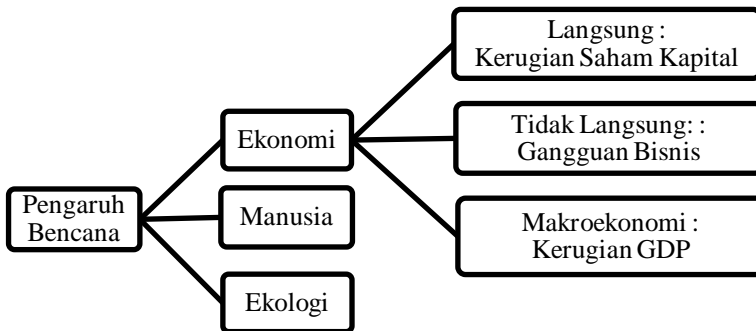 Pengaruh
Bencana
Ekonomi
Manusia
Ekologi
Langsung :
Kerugian Saham Kapital
Tidak Langsung: :
Gangguan Bisnis
Makroekonomi :
Kerugian GDP